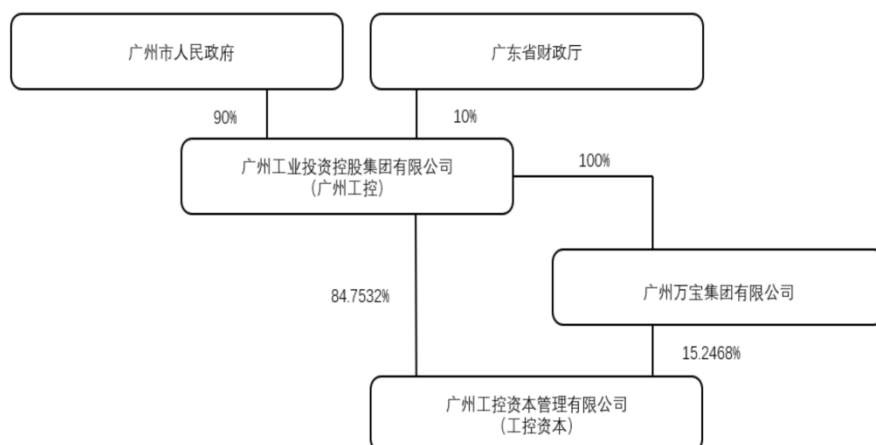 广州市人民政府
广东省财政厅
90%
10%
广州工业投资控股集团有限公司
（广州工控）
100%
84.7532%
广州万宝集团有限公司
15.2468%
广州工控资本管理有限公司
（工控资本）